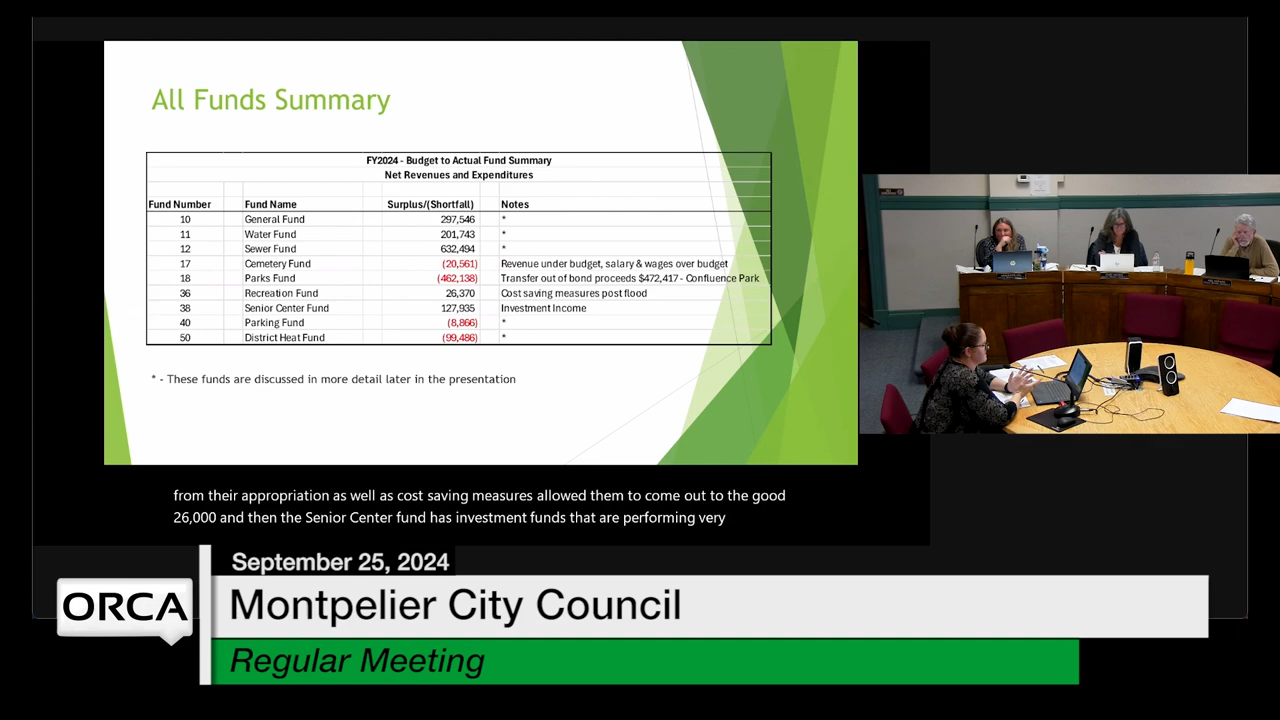 All Funds Summary
FY2024 - Budget to Actual Fund Summary
Net Revenues and Expenditures
Fund Number Fund Name Surplus/(Shortfall) Notes
10 General Fund 297,546 *
11 Water Fund 201,743 *
12 Sewer Fund 632,494 *
17 Cemetery Fund (20,561) Revenue under budget, salary & wages over budget
18 Parks Fund (462,138) Transfer out of bond proceeds $472,417 - Confluence Park
36 Recreation Fund 26,370 Cost saving measures post flood
38 Senior Center Fund 127,935 Investment Income
40 Parking Fund (8,866) *
50 District Heat Fund (99,486) *
* - These funds are discussed in more detail later in the presentation
from their appropriation as well as cost saving measures allowed them to come out to the good
26,000 and then the Senior Center fund has investment funds that are performing very
September 25, 2024
ORCA
Montpelier City Council
Regular Meeting